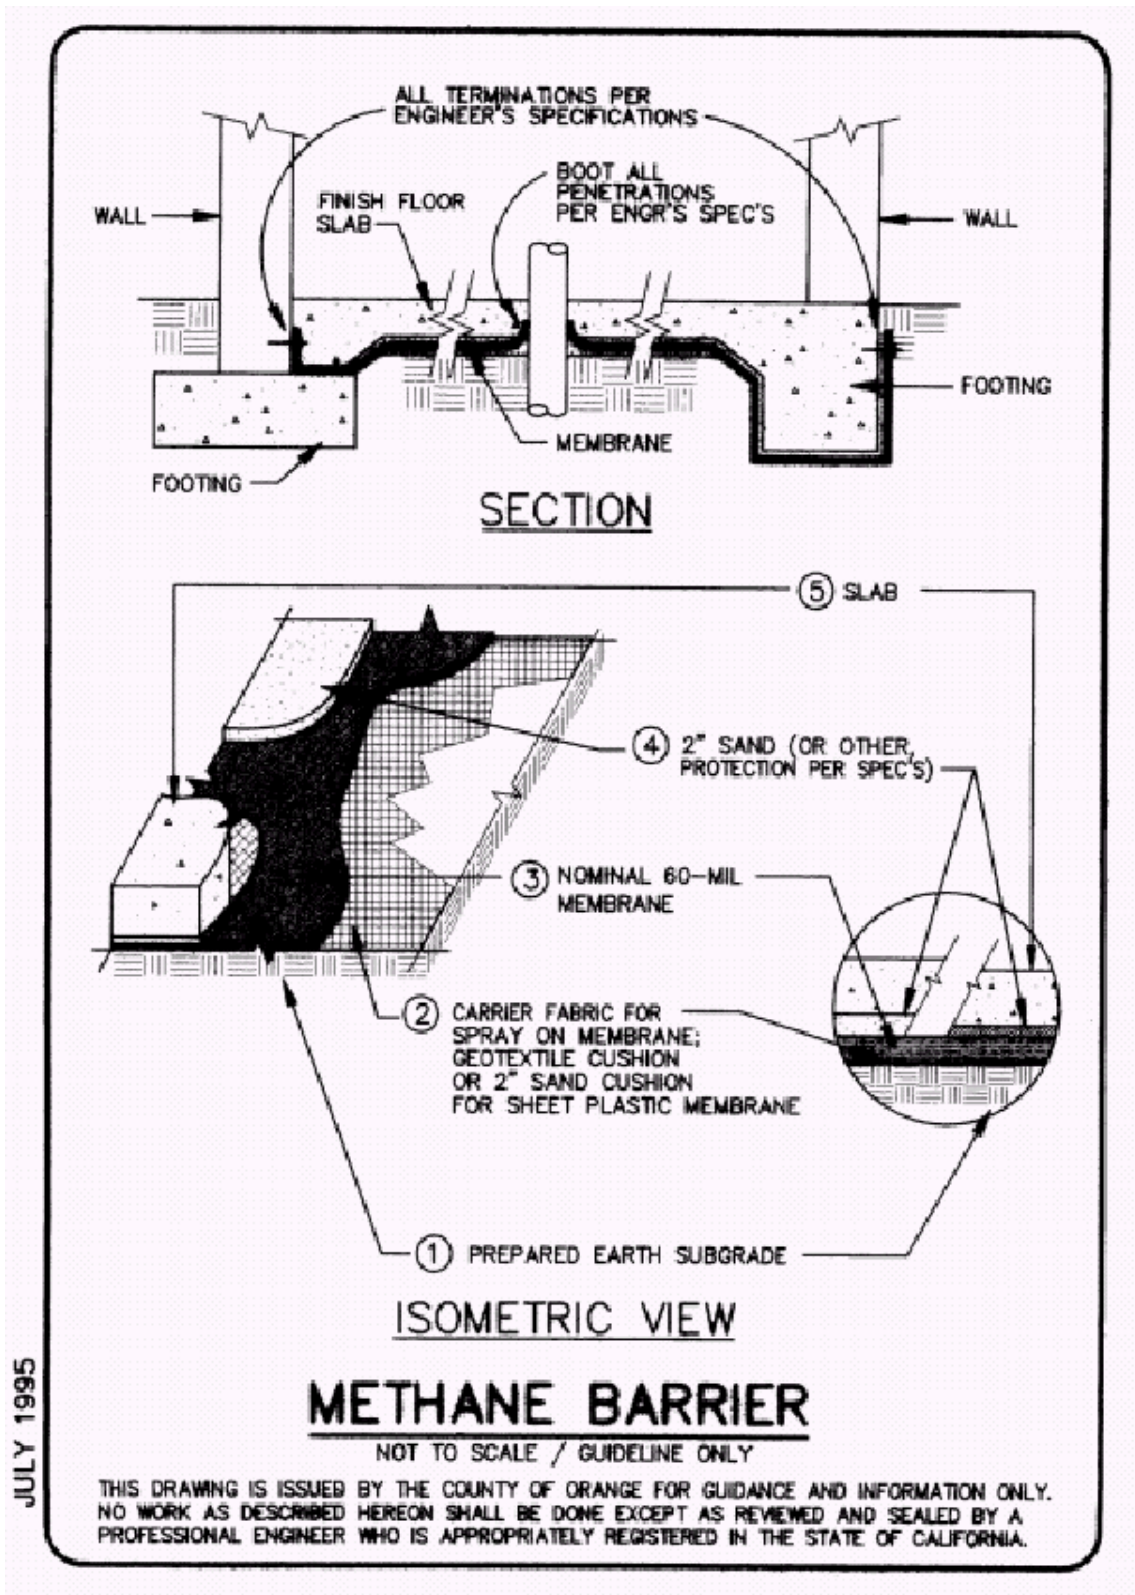 ALL TERMINATIONS PER
ENGINEER'S SPECIFICATIONS
BOOT ALL
PENETRATIONS
PER ENGR'S SPEC'S
FINISH FLOOR
SLAB
WALL
WALL
FOOTING
MEMBRANE
FOOTING
SECTION
5 SLAB
4 2" SAND (OR OTHER
PROTECTION PER SPEC'S)
3 NOMINAL 60-MIL
MEMBRANE
2 CARRIER FABRIC FOR
SPRAY ON MEMBRANE;
GEOTEXTILE CUSHION
OR 2" SAND CUSHION
FOR SHEET PLASTIC MEMBRANE
1 PREPARED EARTH SUBGRADE
ISOMETRIC VIEW
METHANE BARRIER
NOT TO SCALE / GUIDELINE ONLY
THIS DRAWING IS ISSUED BY THE COUNTY OF ORANGE FOR GUIDANCE AND INFORMATION ONLY.
NO WORK AS DESCRIBED HEREON SHALL BE DONE EXCEPT AS REVIEWED AND SEALED BY A
PROFESSIONAL ENGINEER WHO IS APPROPRIATELY REGISTERED IN THE STATE OF CALIFORNIA.
JULY 1995